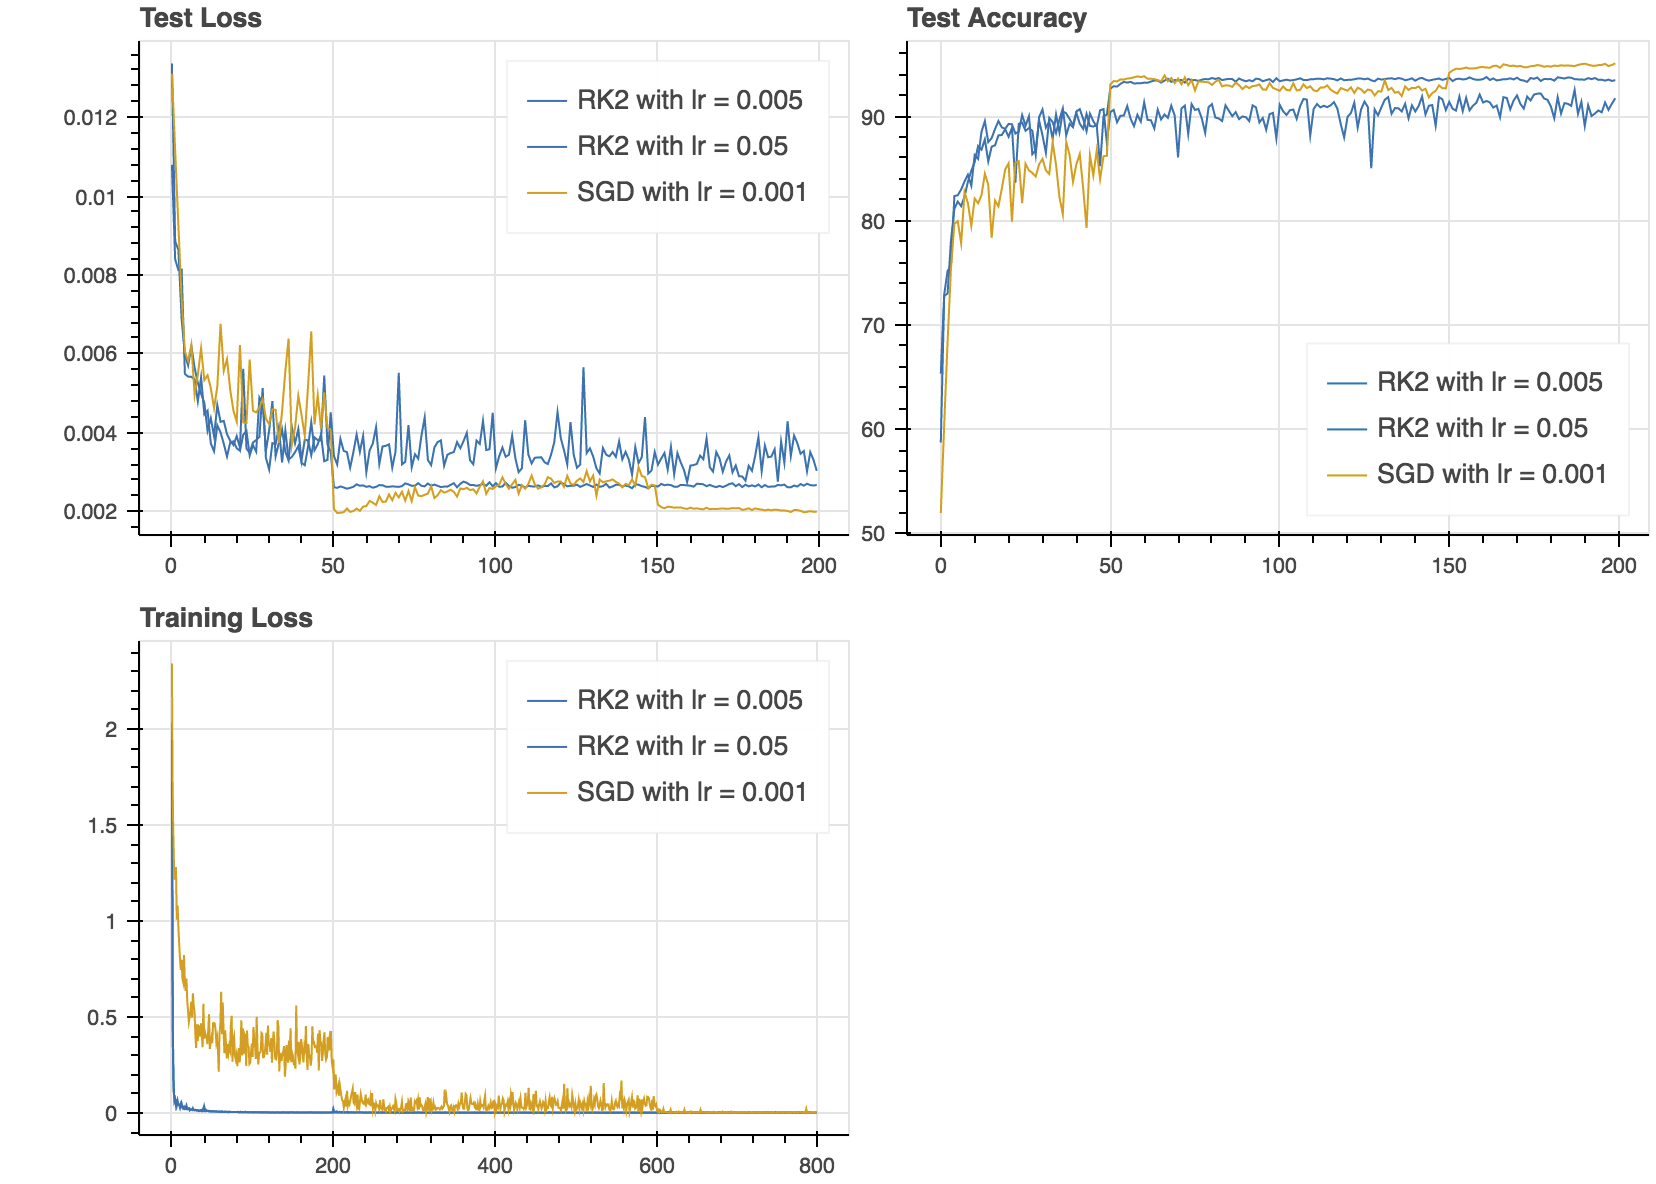 Test Loss
0.012
0.01
0.008
0.006
0.004
0.002
0
50
100
150
200
RK2 with lr = 0.005
RK2 with lr = 0.05
SGD with lr = 0.001
Test Accuracy
90
80
70
60
50
0
50
100
150
200
RK2 with lr = 0.005
RK2 with lr = 0.05
SGD with lr = 0.001
Training Loss
2
1.5
1
0.5
0
0
200
400
600
800
RK2 with lr = 0.005
RK2 with lr = 0.05
SGD with lr = 0.001